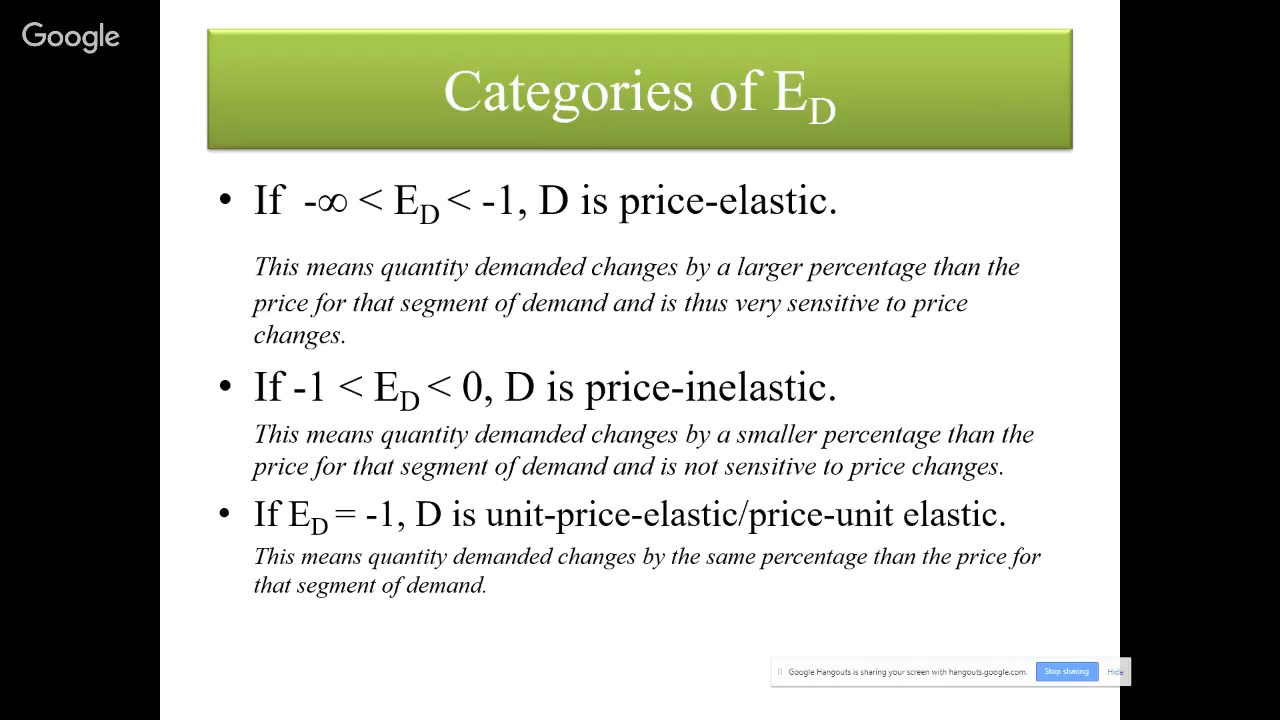 Google
Categories of E_D
• If -∞ < E_D < -1, D is price-elastic.
This means quantity demanded changes by a larger percentage than the
price for that segment of demand and is thus very sensitive to price
changes.
• If -1 < E_D < 0, D is price-inelastic.
This means quantity demanded changes by a smaller percentage than the
price for that segment of demand and is not sensitive to price changes.
• If E_D = -1, D is unit-price-elastic/price-unit elastic.
This means quantity demanded changes by the same percentage than the price for
that segment of demand.
Google Hangouts is sharing your screen with hangouts.google.com. Stop sharing Hide